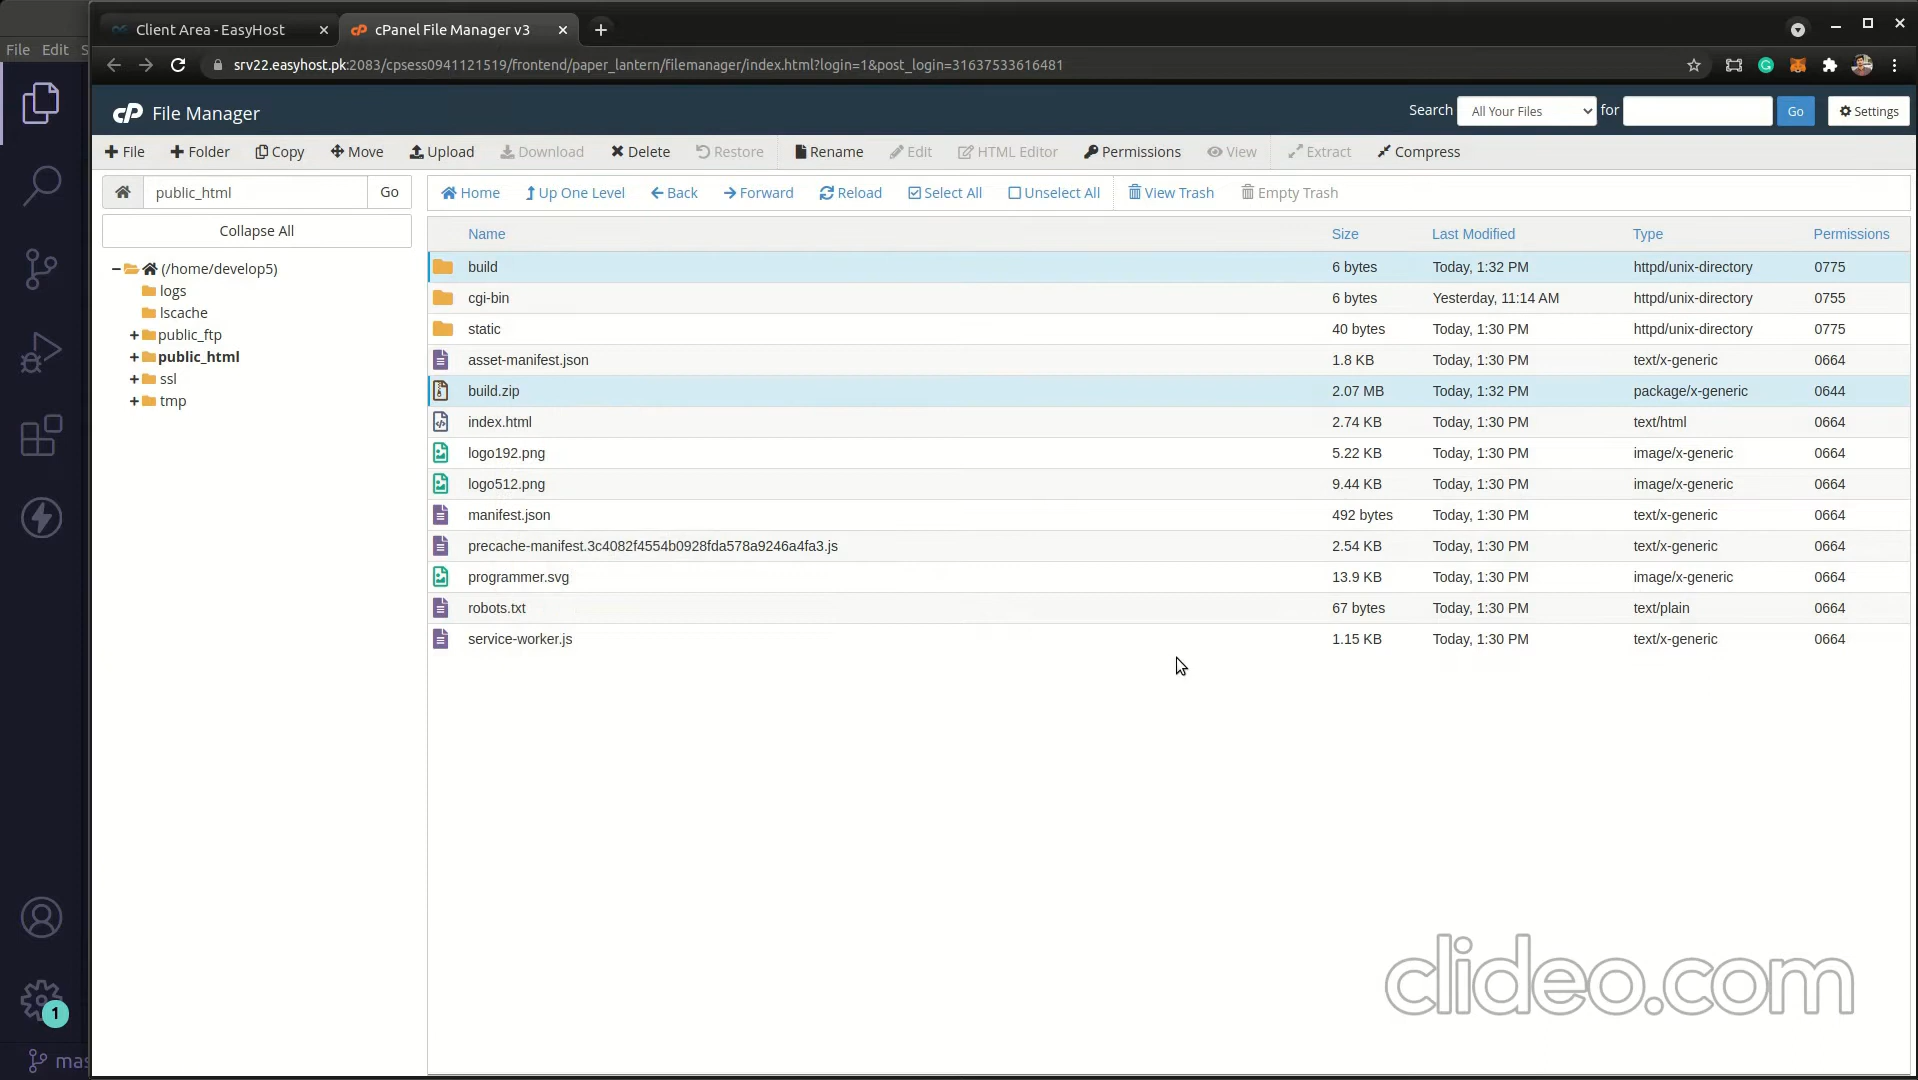 File Edit S
Client Area - EasyHost
cPanel File Manager v3
srv22.easyhost.pk:2083/cpsess0941121519/frontend/paper_lantern/filemanager/index.html?login=1&post_login=31637533616481
cP File Manager
Search All Your Files for Go Settings
File Folder Copy Move Upload Download Delete Restore Rename Edit HTML Editor Permissions View Extract Compress
public_html Go
Home Up One Level Back Forward Reload Select All Unselect All View Trash Empty Trash
Collapse All
(/home/develop5)
logs
lscache
public_ftp
public_html
ssl
tmp
Name Size Last Modified Type Permissions
build 6 bytes Today, 1:32 PM httpd/unix-directory 0775
cgi-bin 6 bytes Yesterday, 11:14 AM httpd/unix-directory 0755
static 40 bytes Today, 1:30 PM httpd/unix-directory 0775
asset-manifest.json 1.8 KB Today, 1:30 PM text/x-generic 0664
build.zip 2.07 MB Today, 1:32 PM package/x-generic 0644
index.html 2.74 KB Today, 1:30 PM text/html 0664
logo192.png 5.22 KB Today, 1:30 PM image/x-generic 0664
logo512.png 9.44 KB Today, 1:30 PM image/x-generic 0664
manifest.json 492 bytes Today, 1:30 PM text/x-generic 0664
precache-manifest.3c4082f4554b0928fda578a9246a4fa3.js 2.54 KB Today, 1:30 PM text/x-generic 0664
programmer.svg 13.9 KB Today, 1:30 PM image/x-generic 0664
robots.txt 67 bytes Today, 1:30 PM text/plain 0664
service-worker.js 1.15 KB Today, 1:30 PM text/x-generic 0664
clideo.com
1
mas